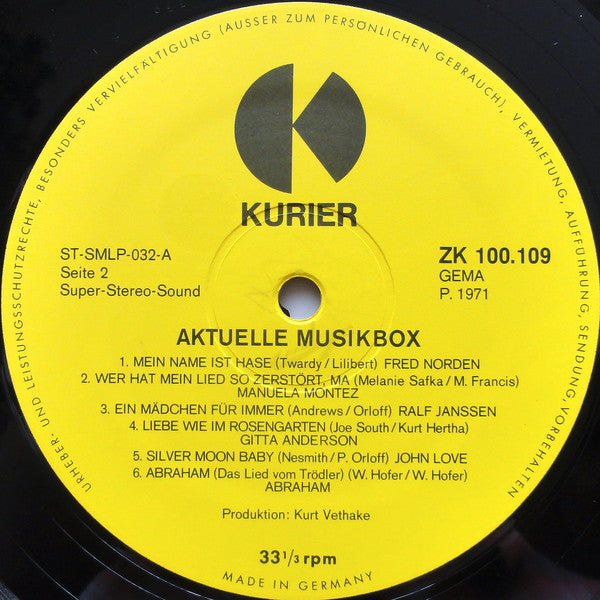 URHEBER- UND LEISTUNGSSCHUTZRECHTE, BESONDERS VERVIELFÄLTIGUNG (AUSSER ZUM PERSÖNLICHEN GEBRAUCH), VERMIETUNG, AUFFÜHRUNG, SENDUNG, VORBEHALTEN
KURIER
ST-SMLP-032-A
Seite 2
Super-Stereo-Sound
ZK 100.109
GEMA
P. 1971
AKTUELLE MUSIKBOX
1. MEIN NAME IST HASE (Twardy/Lilibert) FRED NORDEN
2. WER HAT MEIN LIED SO ZERSTÖRT, MA (Melanie Safka/M. Francis)
MANUELA MONTEZ
3. EIN MÄDCHEN FÜR IMMER (Andrews/Orloff) RALF JANSSEN
4. LIEBE WIE IM ROSENGARTEN (Joe South/Kurt Hertha)
GITTA ANDERSON
5. SILVER MOON BABY (Nesmith/P. Orloff) JOHN LOVE
6. ABRAHAM (Das Lied vom Trödler) (W. Hofer/W. Hofer)
ABRAHAM
Produktion: Kurt Vethake
33 1/3 rpm
MADE IN GERMANY